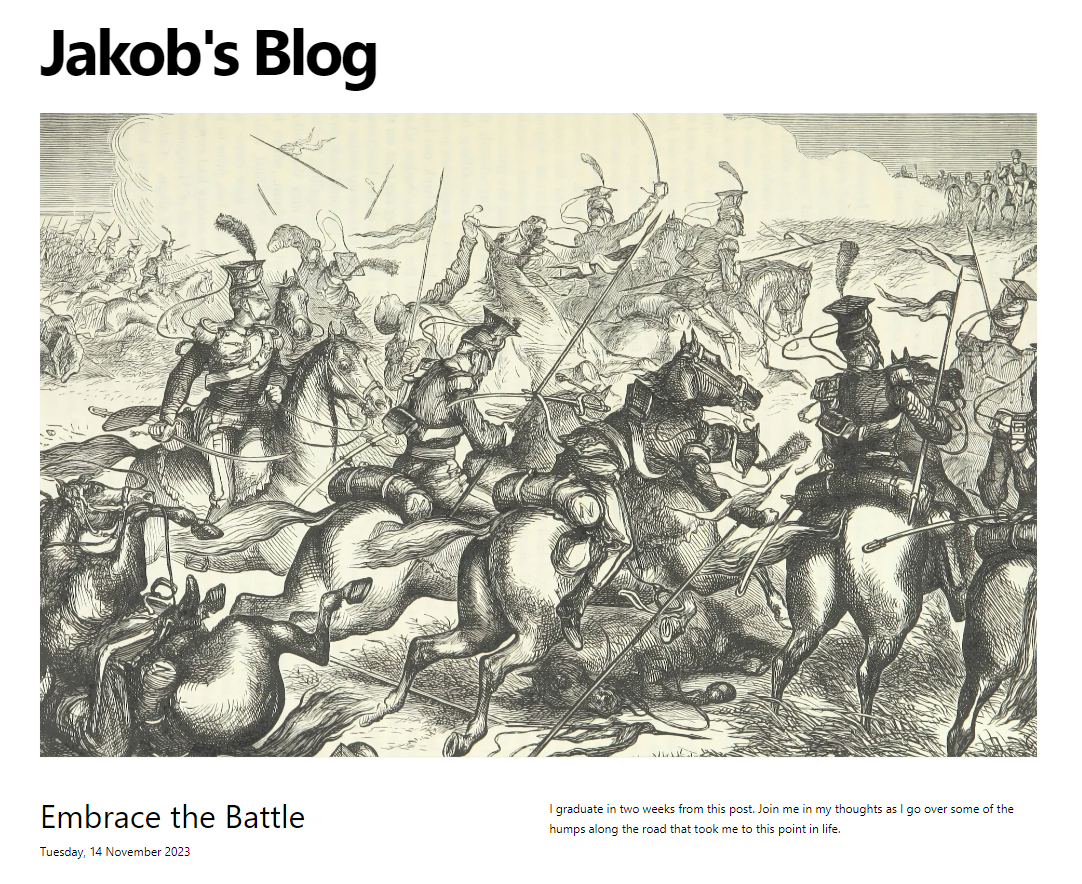 Jakob's Blog
N
Embrace the Battle
Tuesday, 14 November 2023
I graduate in two weeks from this post. Join me in my thoughts as I go over some of the
humps along the road that took me to this point in life.